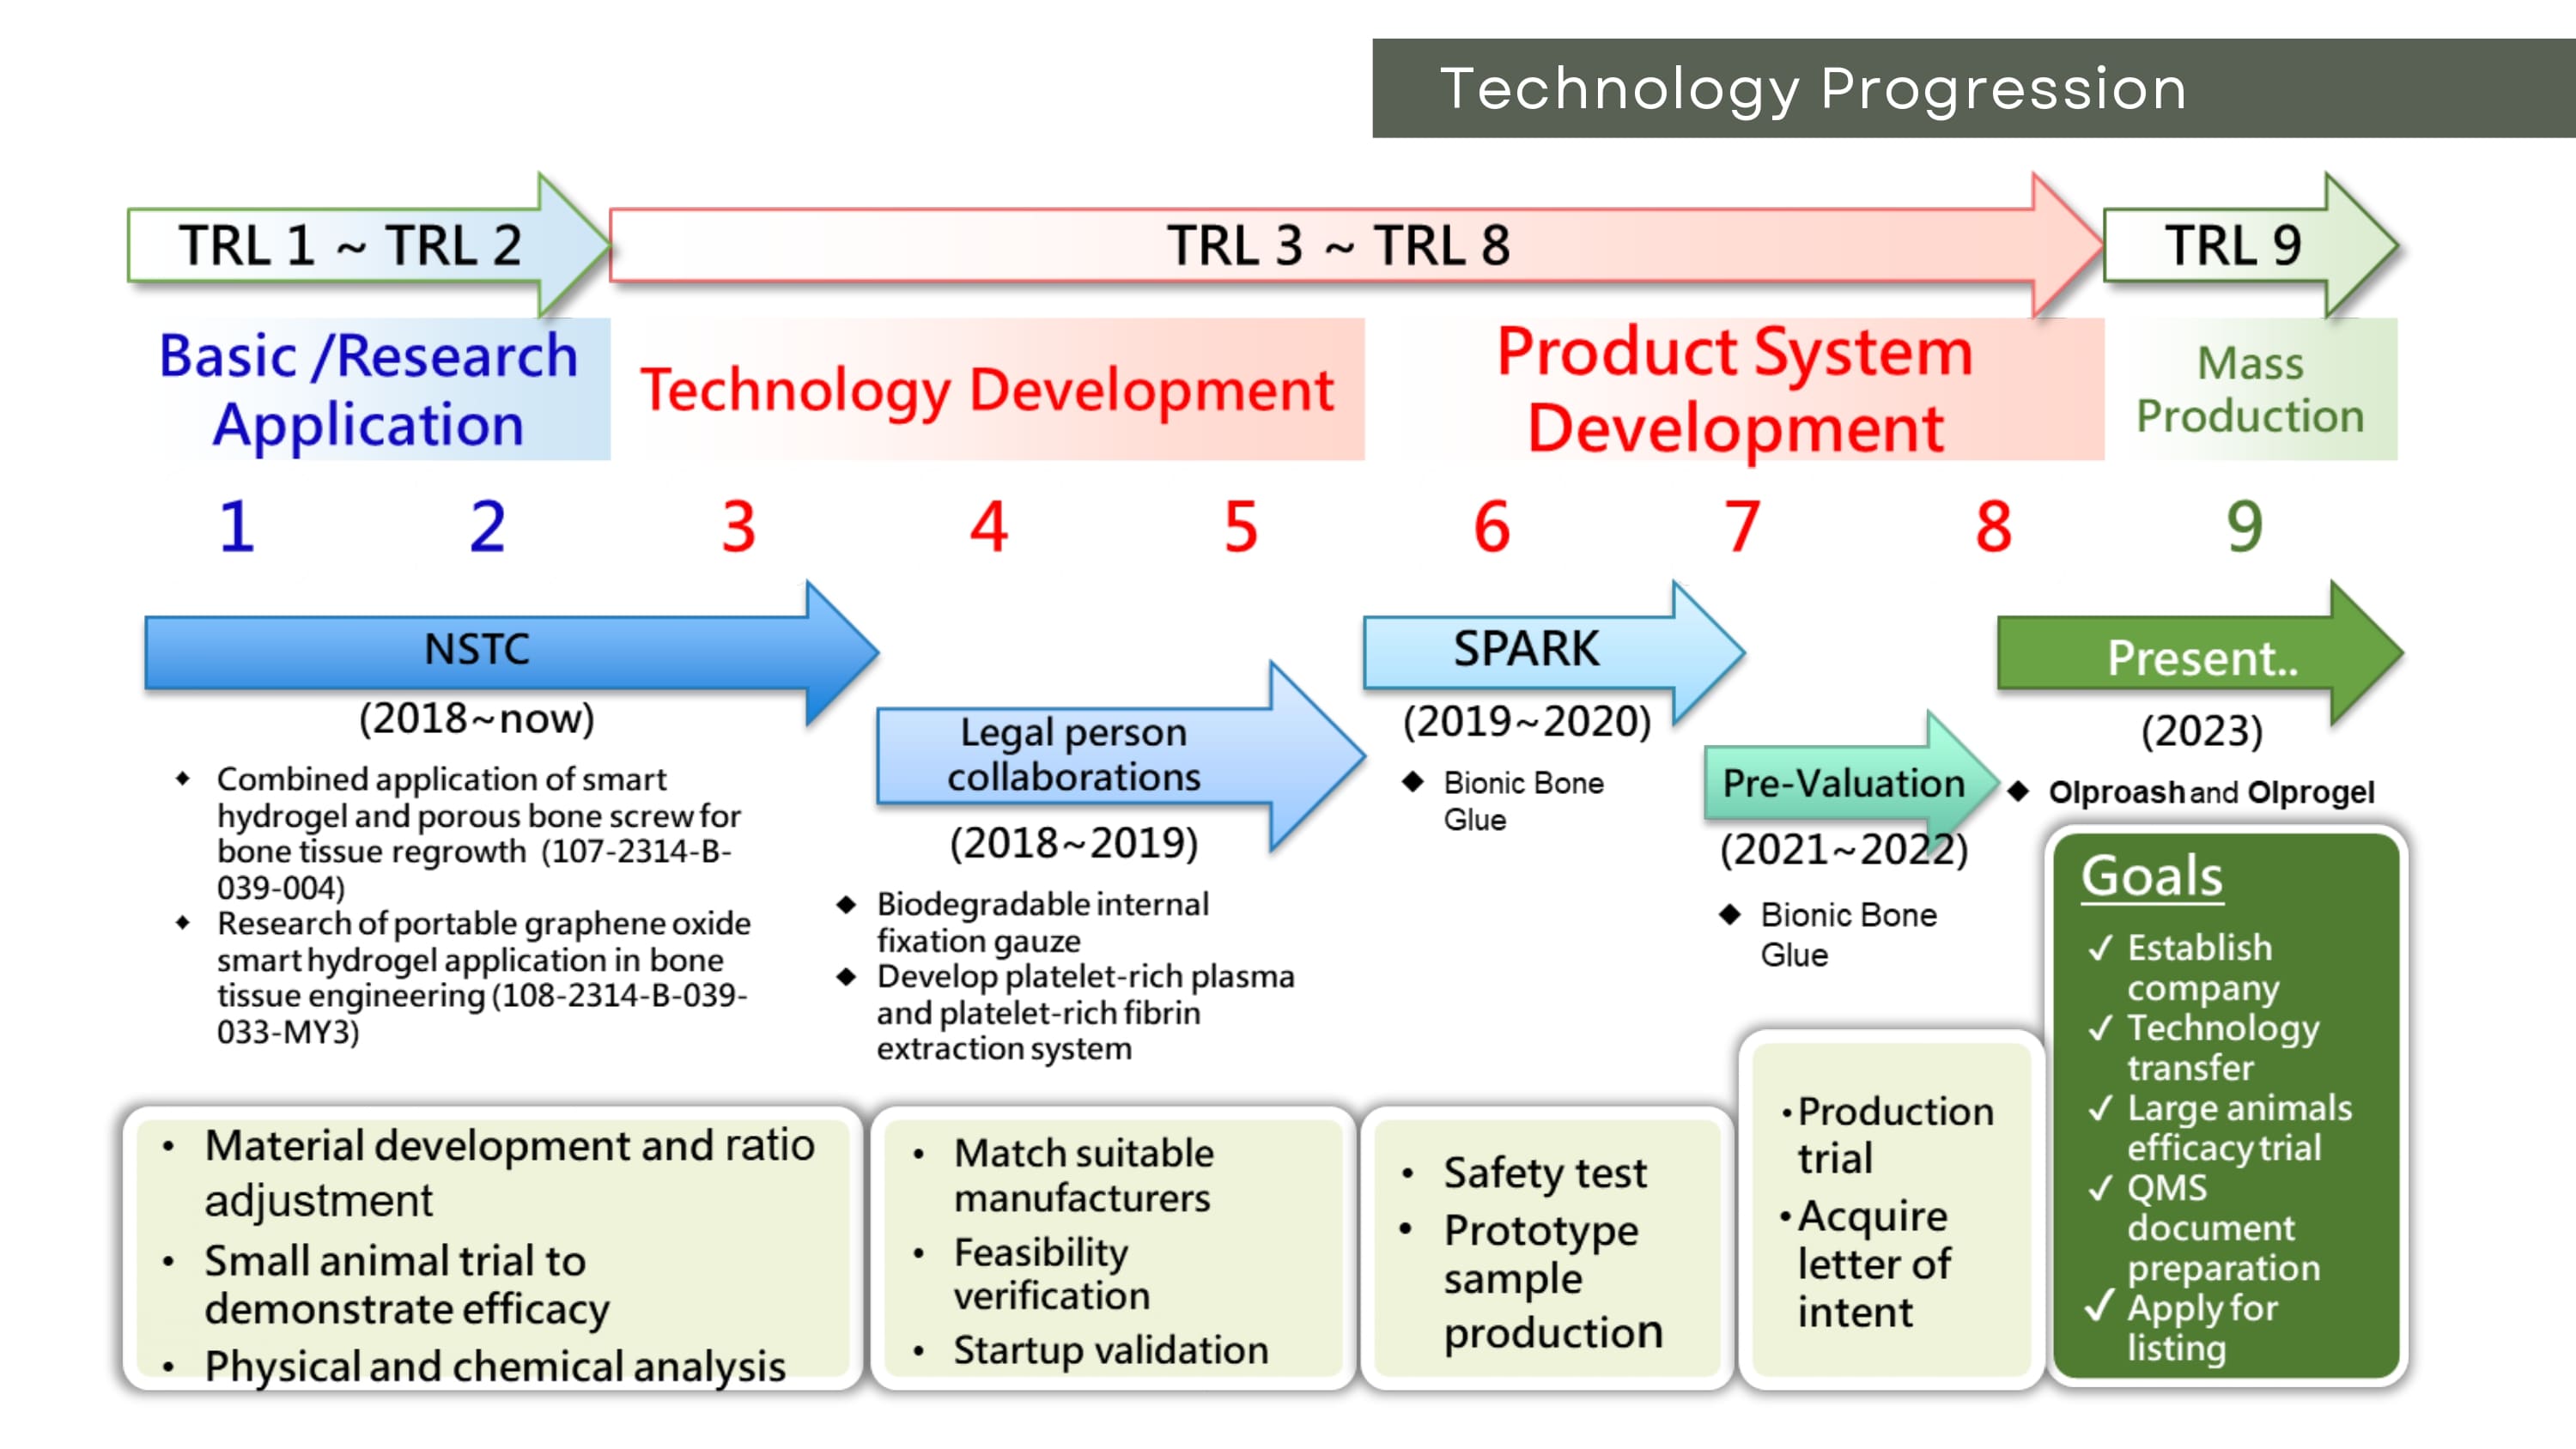 Technology Progression
TRL 1 ~ TRL 2
TRL 3 ~ TRL 8
TRL 9
Basic /Research
Application
Technology Development
Product System
Development
Mass
Production
1 2 3 4 5 6 7 8 9
NSTC
(2018~now)
◆ Combined application of smart
hydrogel and porous bone screw for
bone tissue regrowth (107-2314-B-
039-004)
◆ Research of portable graphene oxide
smart hydrogel application in bone
tissue engineering (108-2314-B-039-
033-MY3)
Legal person
collaborations
(2018~2019)
◆ Biodegradable internal
fixation gauze
◆ Develop platelet-rich plasma
and platelet-rich fibrin
extraction system
SPARK
(2019~2020)
◆ Bionic Bone
Glue
Pre-Valuation
(2021~2022)
◆ Bionic Bone
Glue
Present..
(2023)
◆ Olproash and Olprogel
• Material development and ratio
adjustment
• Small animal trial to
demonstrate efficacy
• Physical and chemical analysis
• Match suitable
manufacturers
• Feasibility
verification
• Startup validation
• Safety test
• Prototype
sample
production
• Production
trial
• Acquire
letter of
intent
Goals
✓ Establish
company
✓ Technology
transfer
✓ Large animals
efficacy trial
✓ QMS
document
preparation
✓ Apply for
listing